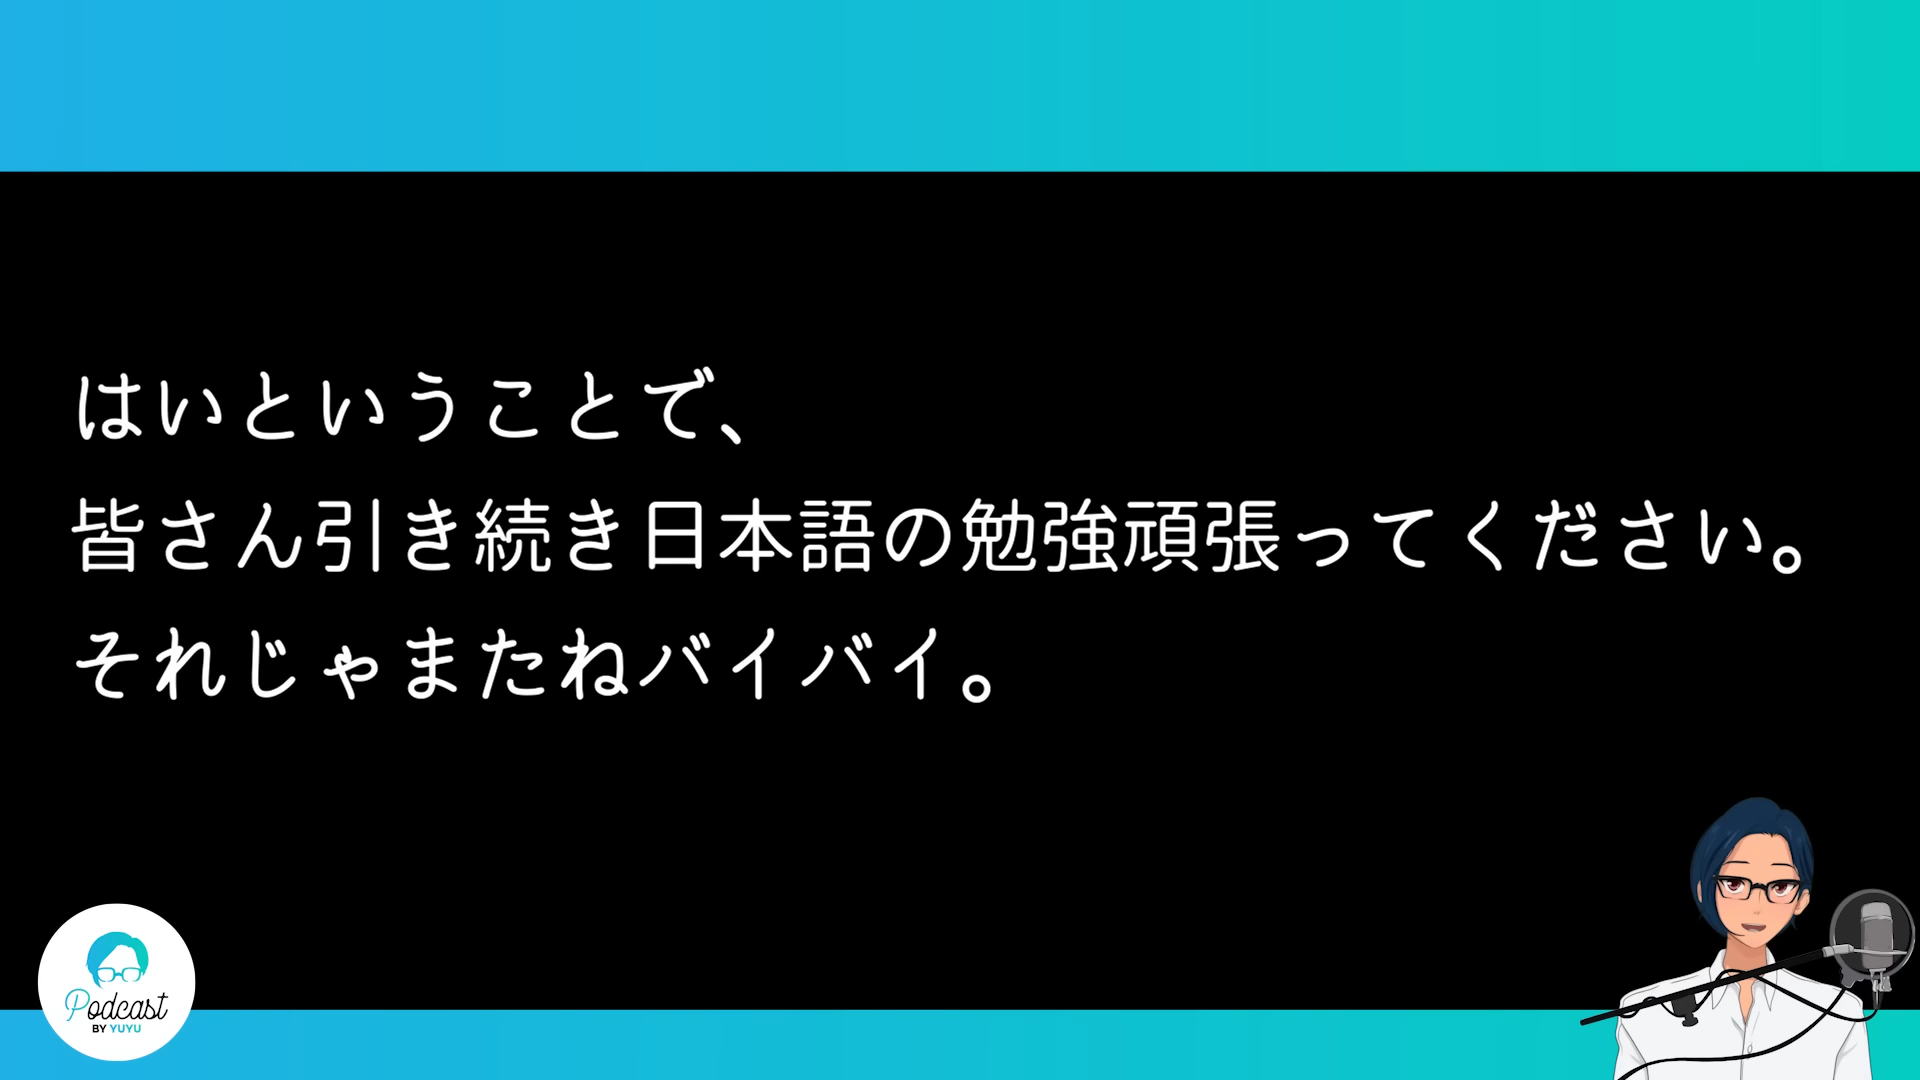 はいということで、
皆さん引き続き日本語の勉強頑張ってください。
それじゃまたねバイバイ。
Podcast
BY YUYU